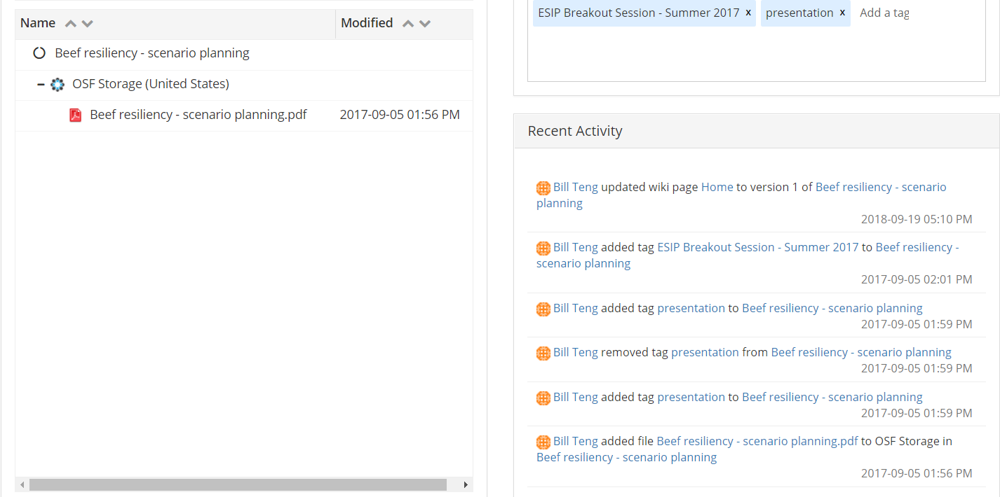 Name
Modified
Beef resiliency - scenario planning
OSF Storage (United States)
Beef resiliency - scenario planning.pdf
2017-09-05 01:56 PM
ESIP Breakout Session - Summer 2017 x
presentation x
Add a tag
Recent Activity
Bill Teng updated wiki page Home to version 1 of Beef resiliency - scenario
planning
2018-09-19 05:10 PM
Bill Teng added tag ESIP Breakout Session - Summer 2017 to Beef resiliency -
scenario planning
2017-09-05 02:01 PM
Bill Teng added tag presentation to Beef resiliency - scenario planning
2017-09-05 01:59 PM
Bill Teng removed tag presentation from Beef resiliency - scenario planning
2017-09-05 01:59 PM
Bill Teng added tag presentation to Beef resiliency - scenario planning
2017-09-05 01:59 PM
Bill Teng added file Beef resiliency - scenario planning.pdf to OSF Storage in
Beef resiliency - scenario planning
2017-09-05 01:56 PM